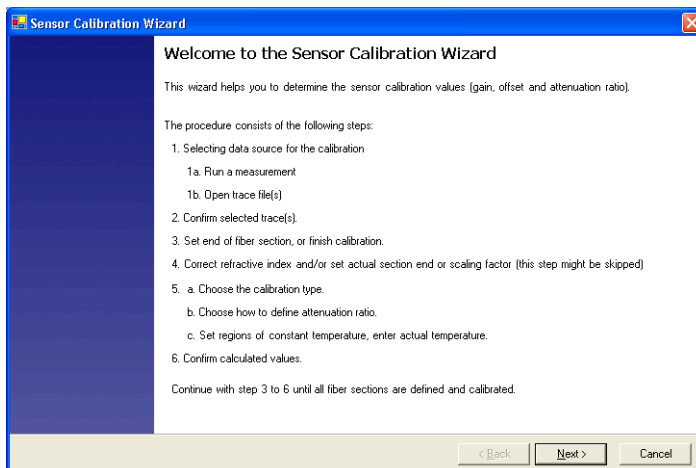 Sensor Calibration Wizard
Welcome to the Sensor Calibration Wizard
This wizard helps you to determine the sensor calibration values (gain, offset and attenuation ratio).
The procedure consists of the following steps:
1. Selecting data source for the calibration
1a. Run a measurement
1b. Open trace file(s)
2. Confirm selected trace(s).
3. Set end of fiber section, or finish calibration.
4. Correct refractive index and/or set actual section end or scaling factor (this step might be skipped)
5. a. Choose the calibration type.
b. Choose how to define attenuation ratio.
c. Set regions of constant temperature, enter actual temperature.
6. Confirm calculated values.
Continue with step 3 to 6 until all fiber sections are defined and calibrated.
< Back Next > Cancel